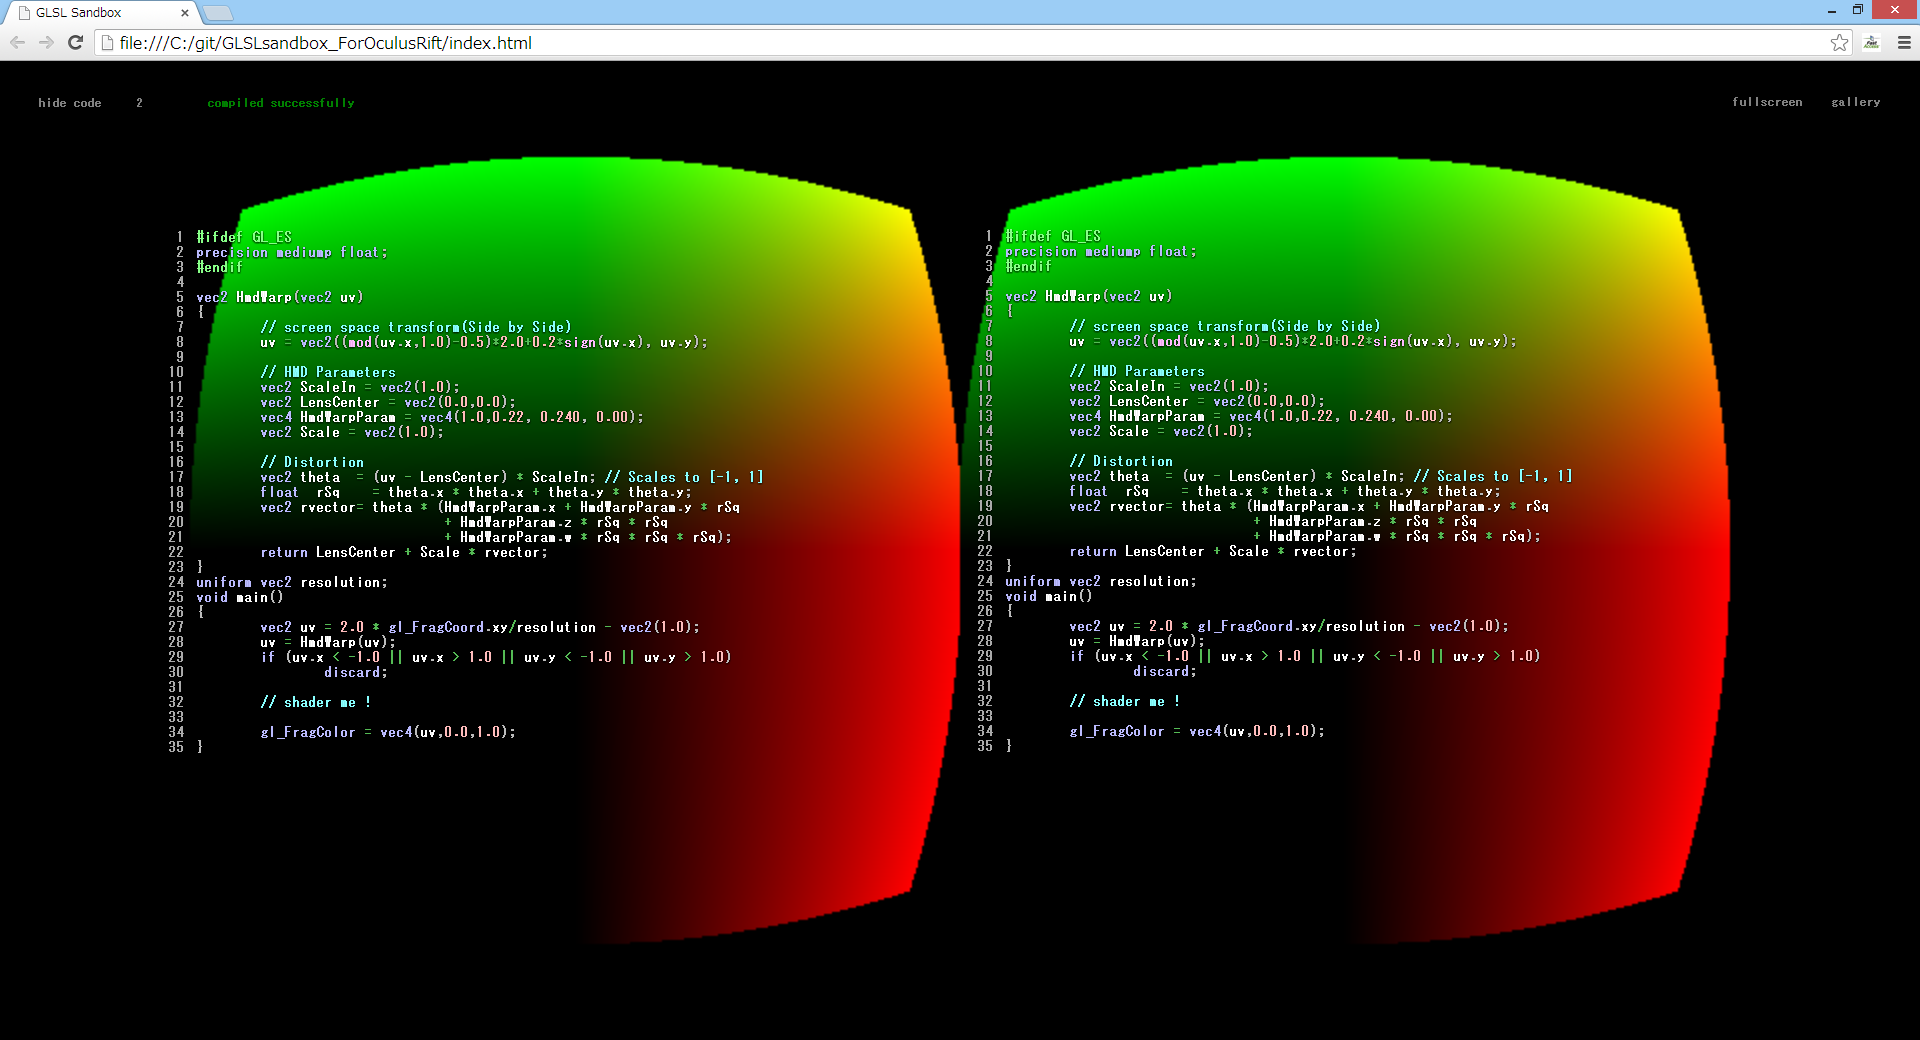 GLSL Sandbox
file:///C:/git/GLSLsandbox_ForOculusRift/index.html
hide code 2 compiled successfully fullscreen gallery
1 #ifdef GL_ES
2 precision mediump float;
3 #endif
4
5 vec2 HmdWarp(vec2 uv)
6 {
7 // screen space transform(Side by Side)
8 uv = vec2((mod(uv.x,1.0)-0.5)*2.0+0.2*sign(uv.x), uv.y);
9
10 // HMD Parameters
11 vec2 ScaleIn = vec2(1.0);
12 vec2 LensCenter = vec2(0.0,0.0);
13 vec4 HmdWarpParam = vec4(1.0,0.22, 0.240, 0.00);
14 vec2 Scale = vec2(1.0);
15
16 // Distortion
17 vec2 theta  = (uv - LensCenter) * ScaleIn; // Scales to [-1, 1]
18 float  rSq    = theta.x * theta.x + theta.y * theta.y;
19 vec2 rvector= theta * (HmdWarpParam.x + HmdWarpParam.y * rSq
20 + HmdWarpParam.z * rSq * rSq
21 + HmdWarpParam.w * rSq * rSq * rSq);
22 return LensCenter + Scale * rvector;
23 }
24 uniform vec2 resolution;
25 void main()
26 {
27 vec2 uv = 2.0 * gl_FragCoord.xy/resolution - vec2(1.0);
28 uv = HmdWarp(uv);
29 if (uv.x < -1.0 || uv.x > 1.0 || uv.y < -1.0 || uv.y > 1.0)
30 discard;
31
32 // shader me !
33
34 gl_FragColor = vec4(uv,0.0,1.0);
35 }
1 #ifdef GL_ES
2 precision mediump float;
3 #endif
4
5 vec2 HmdWarp(vec2 uv)
6 {
7 // screen space transform(Side by Side)
8 uv = vec2((mod(uv.x,1.0)-0.5)*2.0+0.2*sign(uv.x), uv.y);
9
10 // HMD Parameters
11 vec2 ScaleIn = vec2(1.0);
12 vec2 LensCenter = vec2(0.0,0.0);
13 vec4 HmdWarpParam = vec4(1.0,0.22, 0.240, 0.00);
14 vec2 Scale = vec2(1.0);
15
16 // Distortion
17 vec2 theta  = (uv - LensCenter) * ScaleIn; // Scales to [-1, 1]
18 float  rSq    = theta.x * theta.x + theta.y * theta.y;
19 vec2 rvector= theta * (HmdWarpParam.x + HmdWarpParam.y * rSq
20 + HmdWarpParam.z * rSq * rSq
21 + HmdWarpParam.w * rSq * rSq * rSq);
22 return LensCenter + Scale * rvector;
23 }
24 uniform vec2 resolution;
25 void main()
26 {
27 vec2 uv = 2.0 * gl_FragCoord.xy/resolution - vec2(1.0);
28 uv = HmdWarp(uv);
29 if (uv.x < -1.0 || uv.x > 1.0 || uv.y < -1.0 || uv.y > 1.0)
30 discard;
31
32 // shader me !
33
34 gl_FragColor = vec4(uv,0.0,1.0);
35 }